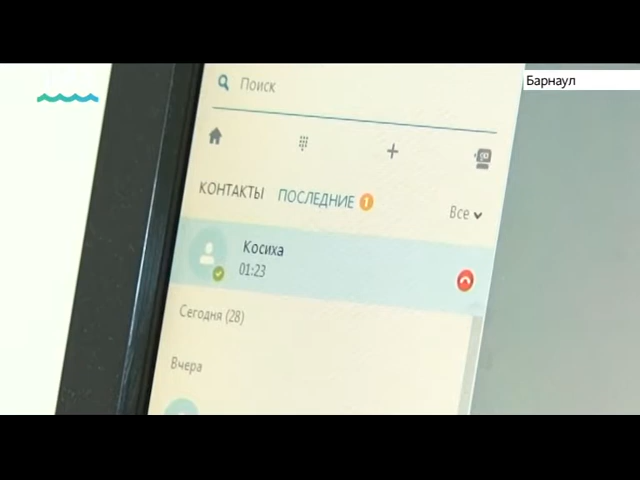 Барнаул
Поиск
КОНТАКТЫ ПОСЛЕДНИЕ 1
Все
Косиха
01:23
Сегодня (28)
Вчера